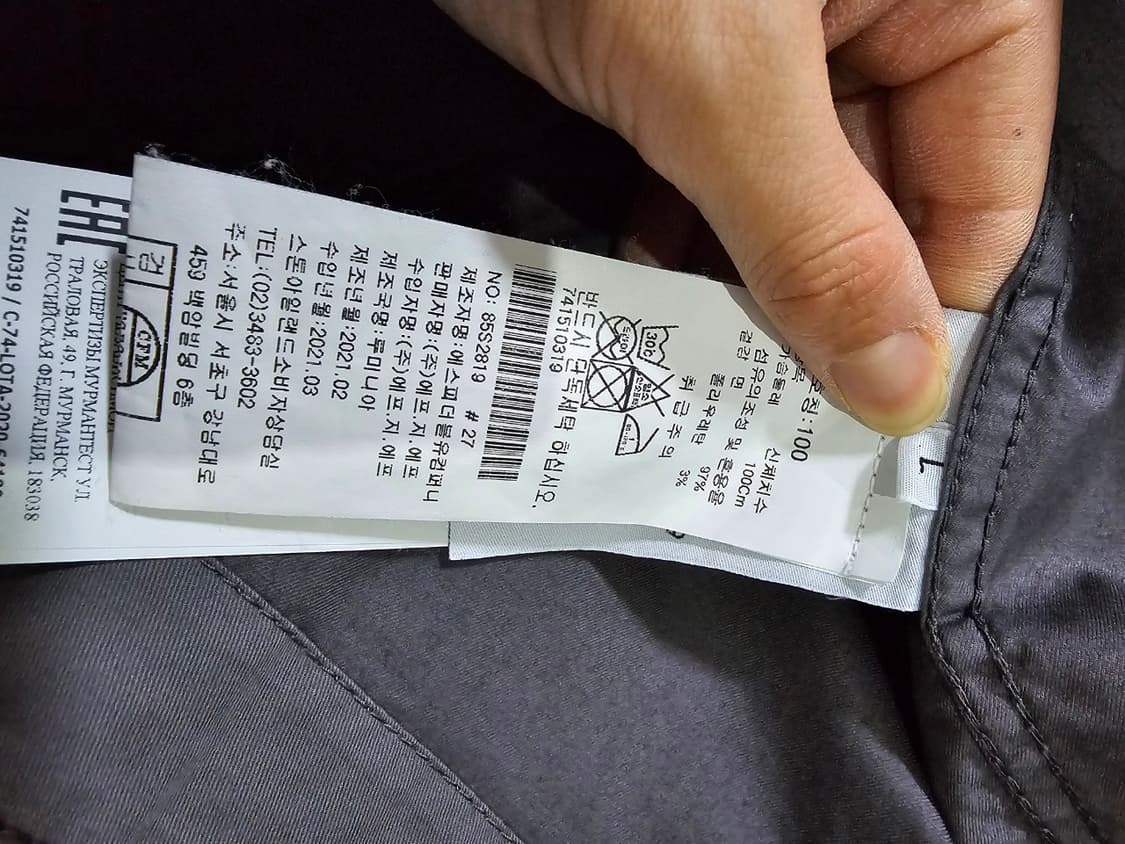 호칭:100
신체치수
가슴둘레 100Cm
섬유의조성 및 혼용율
겉감 면 97%
폴리우레탄 3%
취급주의
30℃
반드시 단독세탁 하십시오.
741510319
NO: 85S2819 #27
제조자명:에스피더블유컴퍼니
판매자명:(주)에프.지.에프
수입자명:(주)에프.지.에프
제조국명:루마니아
제조년월:2021.02
수입년월:2021.03
스톤아일랜드소비자상담실
TEL:(02)3483-3602
주소:서울시 서초구 강남대로
459 백암빌딩 6층
검
L
EAC
ЭКСПЕРТИЗЫ МУРМАНТЕСТ УЛ.
ТРАЛОВАЯ, 49, Г. МУРМАНСК,
РОССИЙСКАЯ ФЕДЕРАЦИЯ, 183038
741510319 / C-74-LOTA-2020